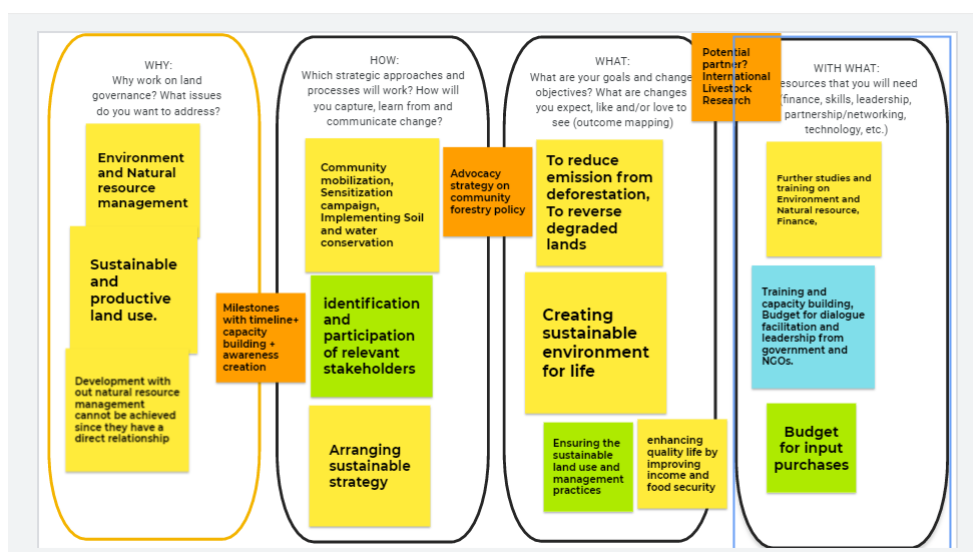 WHY:
Why work on land
governance? What issues
do you want to address?
Environment
and Natural
resource
management
Sustainable
and
productive
land use.
Development with
out natural resource
management
cannot be achieved
since they have a
direct relationship
Milestones
with timeline+
capacity
building +
awareness
creation
HOW:
Which strategic approaches and
processes will work? How will
you capture, learn from and
communicate change?
Community
mobilization,
Sensitization
campaign,
Implementing Soil
and water
conservation
identification
and
participation
of relevant
stakeholders
Arranging
sustainable
strategy
Advocacy
strategy on
community
forestry policy
WHAT:
What are your goals and change
objectives? What are changes
you expect, like and/or love to
see (outcome mapping)
To reduce
emission from
deforestation,
To reverse
degraded
lands
Creating
sustainable
environment
for life
Ensuring the
sustainable
land use and
management
practices
enhancing
quality life by
improving
income and
food security
Potential
partner?
International
Livestock
Research
WITH WHAT:
esources that you will need
(finance, skills, leadership,
partnership/networking,
technology, etc.)
Further studies and
training on
Environment and
Natural resource,
Finance,
Training and
capacity building,
Budget for dialogue
facilitation and
leadership from
government and
NGOs.
Budget
for input
purchases